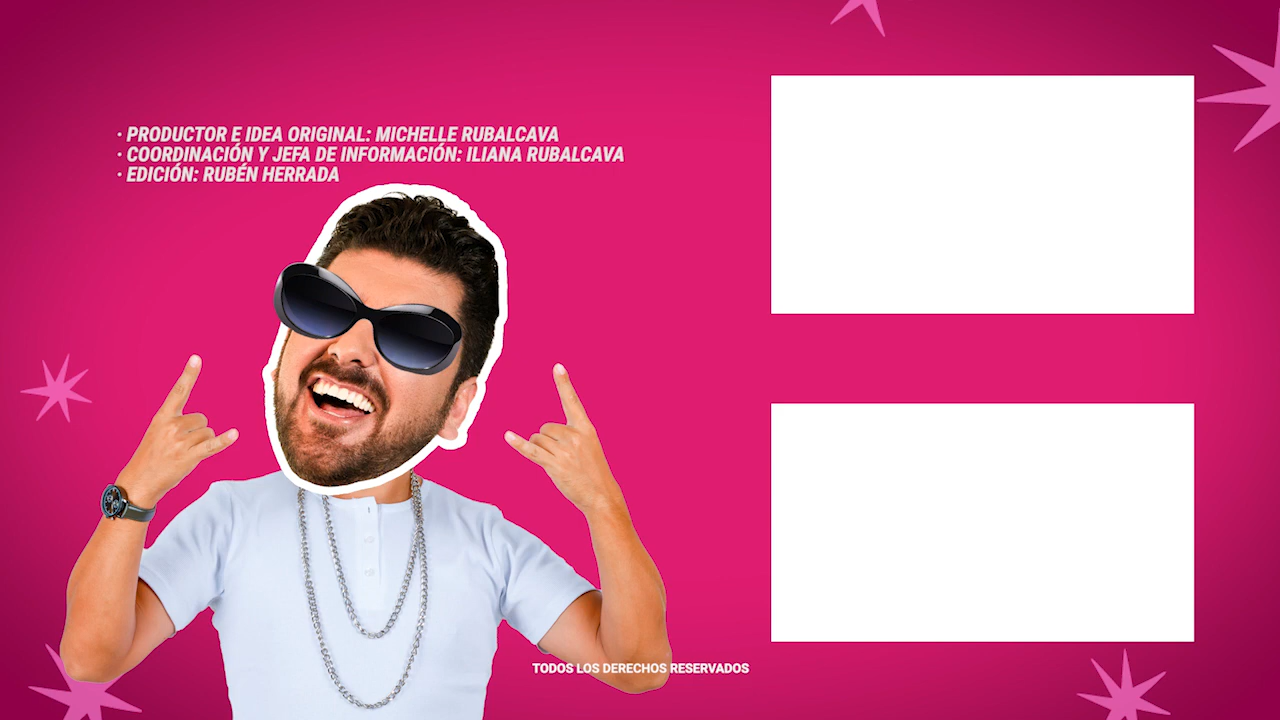 · PRODUCTOR E IDEA ORIGINAL: MICHELLE RUBALCAVA
· COORDINACIÓN Y JEFA DE INFORMACIÓN: ILIANA RUBALCAVA
· EDICIÓN: RUBÉN HERRADA
TODOS LOS DERECHOS RESERVADOS